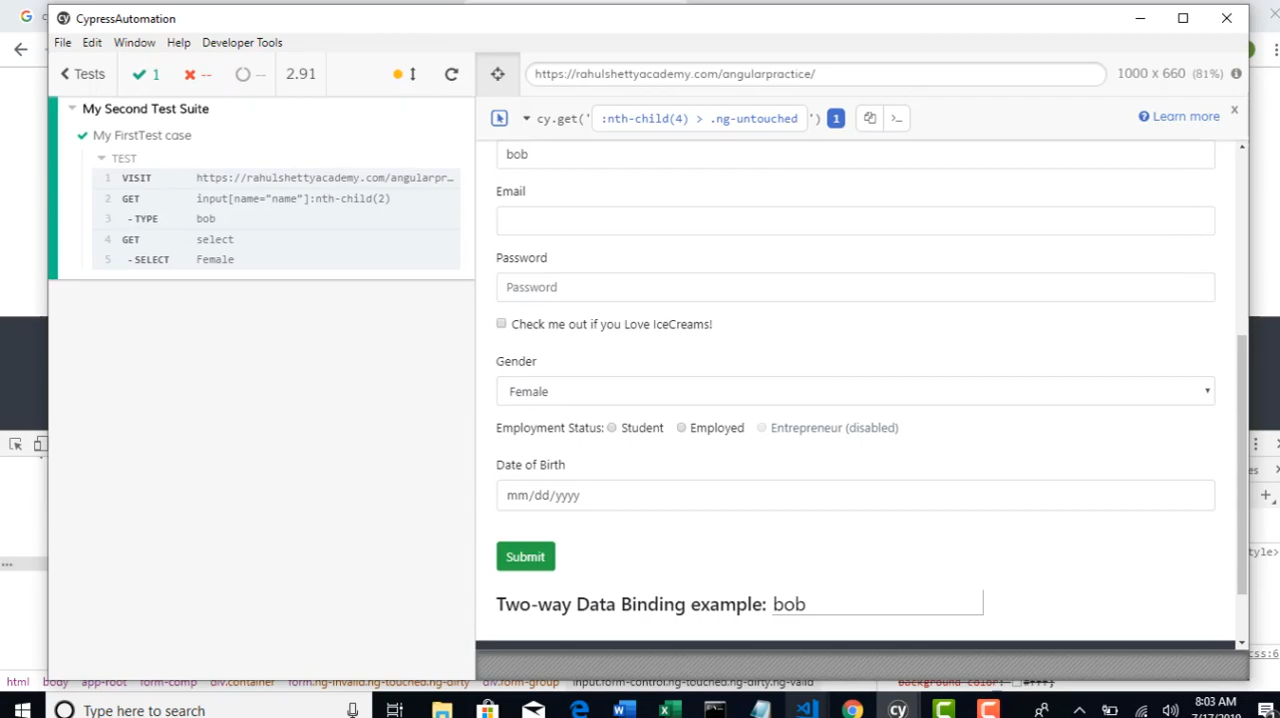 CypressAutomation
File Edit Window Help Developer Tools
Tests 1 -- -- 2.91
https://rahulshettyacademy.com/angularpractice/
1000 x 660 (81%)
My Second Test Suite
My FirstTest case
TEST
1 VISIT https://rahulshettyacademy.com/angularpr…
2 GET input[name="name"]:nth-child(2)
3 - TYPE bob
4 GET select
5 - SELECT Female
cy.get(' :nth-child(4) > .ng-untouched ') 1
Learn more
bob
Email
Password
Password
Check me out if you Love IceCreams!
Gender
Female
Employment Status: Student Employed Entrepreneur (disabled)
Date of Birth
mm/dd/yyyy
Submit
Two-way Data Binding example: bob
html body app-root form-comp div.container form.ng-invalid.ng-touched.ng-dirty div.form-group input.form-control.ng-touched.ng-dirty.ng-valid
Type here to search
8:03 AM